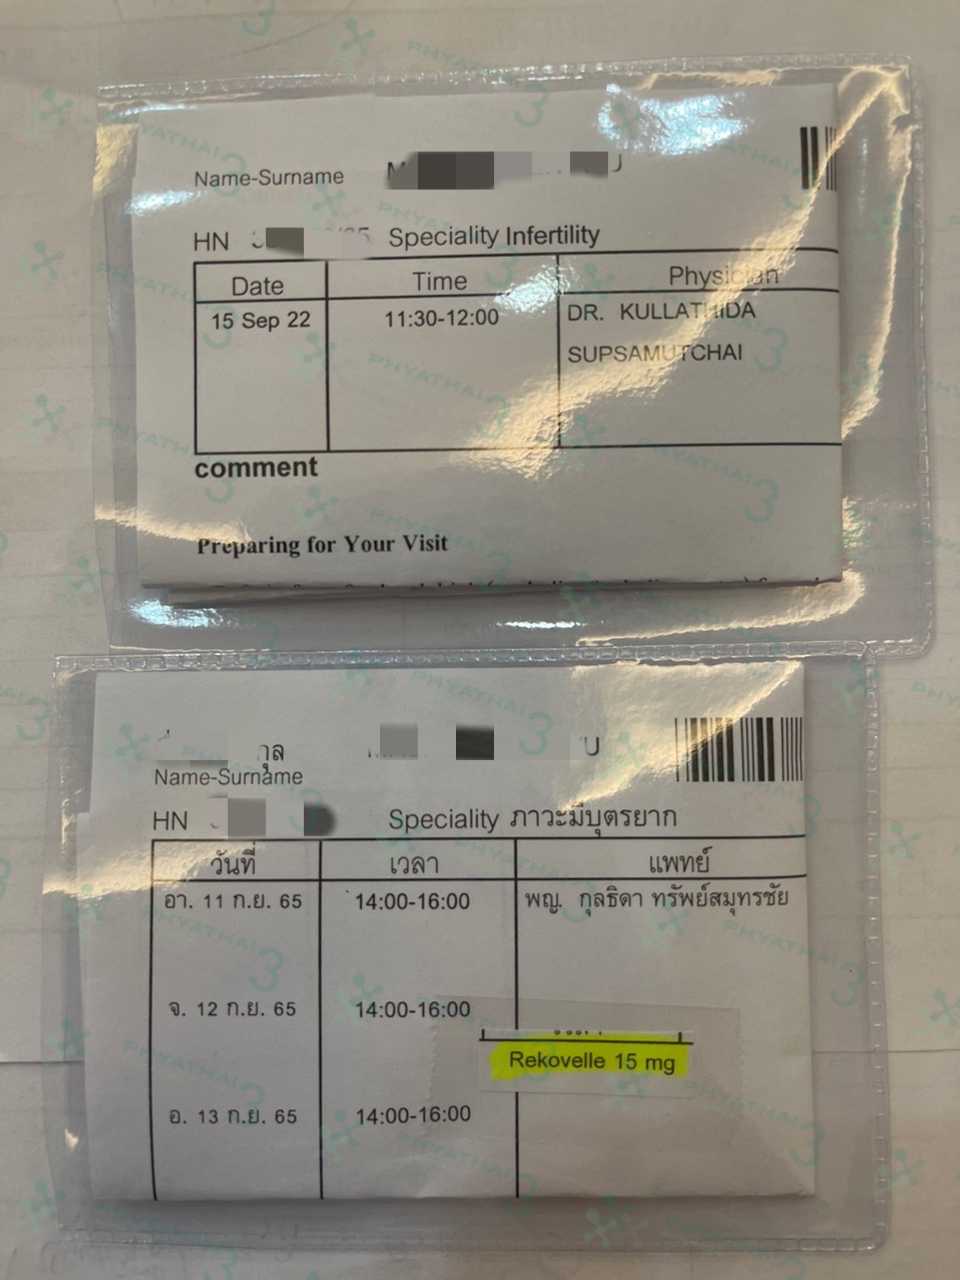 Name-Surname
HN Speciality Infertility
Date Time Physician
15 Sep 22 11:30-12:00 DR. KULLATHIDA
SUPSAMUTCHAI
comment
Preparing for Your Visit
กุล
Name-Surname
HN Speciality ภาวะมีบุตรยาก
วันที่ เวลา แพทย์
อา. 11 ก.ย. 65 14:00-16:00 พญ. กุลธิดา ทรัพย์สมุทรชัย
จ. 12 ก.ย. 65 14:00-16:00
Rekovelle 15 mg
อ. 13 ก.ย. 65 14:00-16:00
PHYATHAI 3